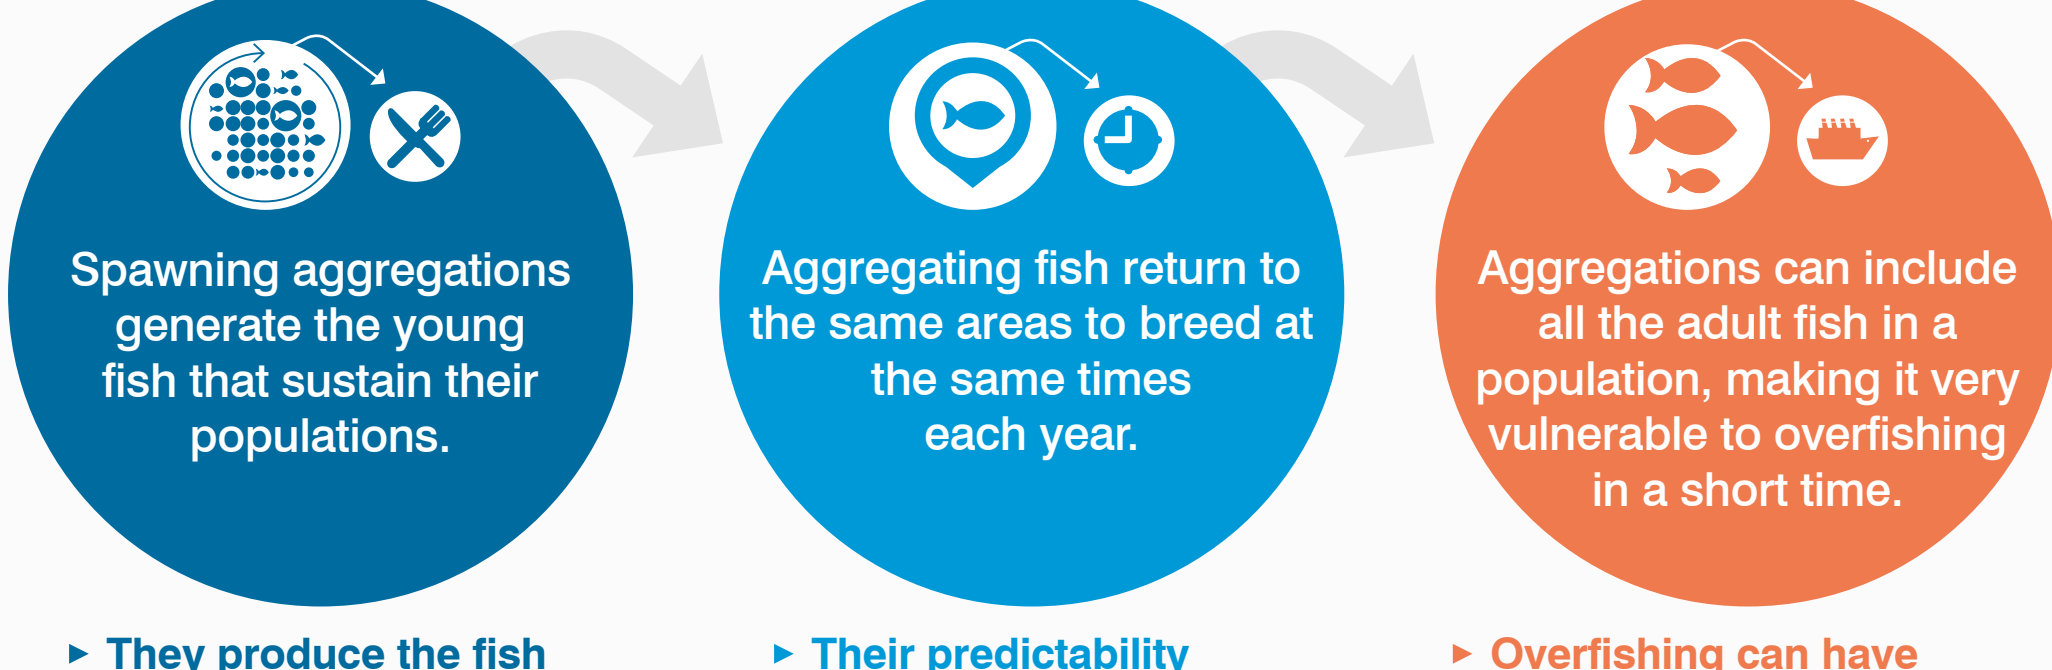 Spawning aggregations
generate the young
fish that sustain their
populations.
Aggregating fish return to
the same areas to breed at
the same times
each year.
Aggregations can include
all the adult fish in a
population, making it very
vulnerable to overfishing
in a short time.
► They produce the fish
► Their predictability
► Overfishing can have